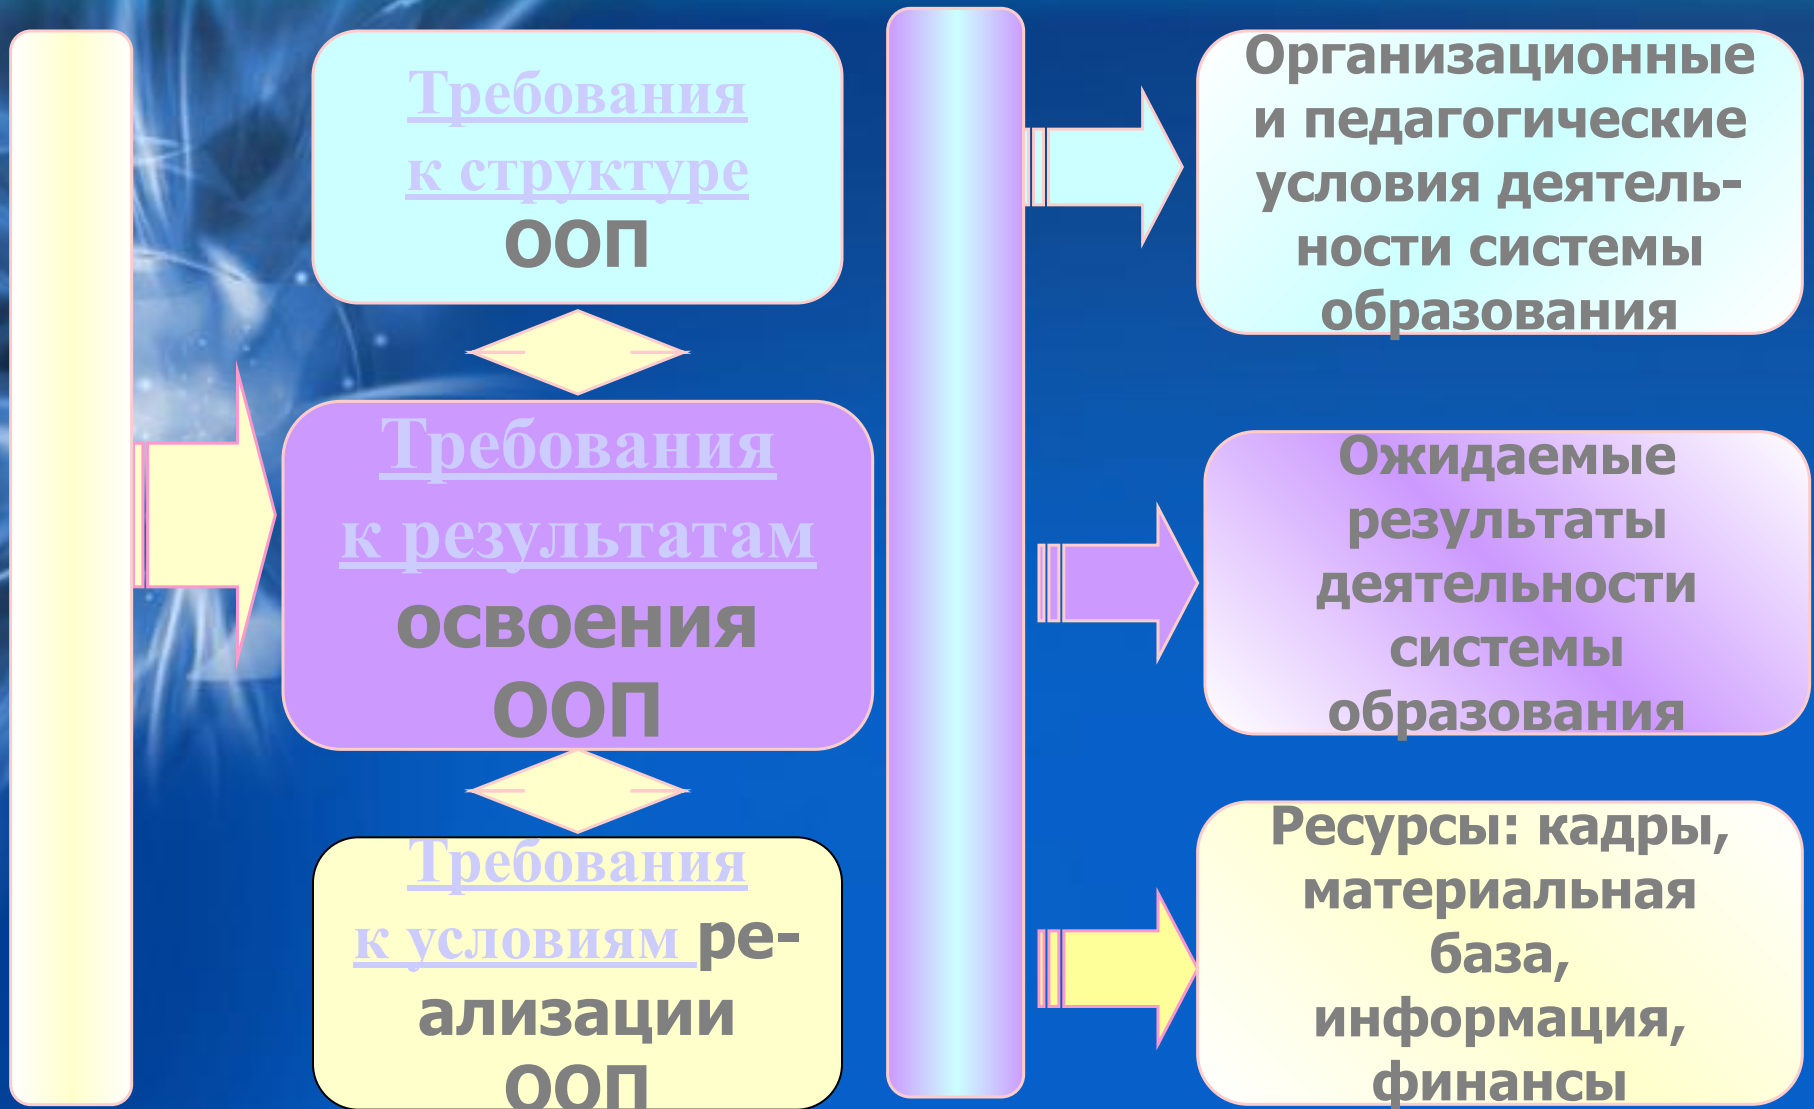 Требования
к структуре
ООП
Требования
к результатам
освоения
ООП
Требования
к условиям ре-
ализации
ООП
Организационные
и педагогические
условия деятель-
ности системы
образования
Ожидаемые
результаты
деятельности
системы
образования
Ресурсы: кадры,
материальная
база,
информация,
финансы